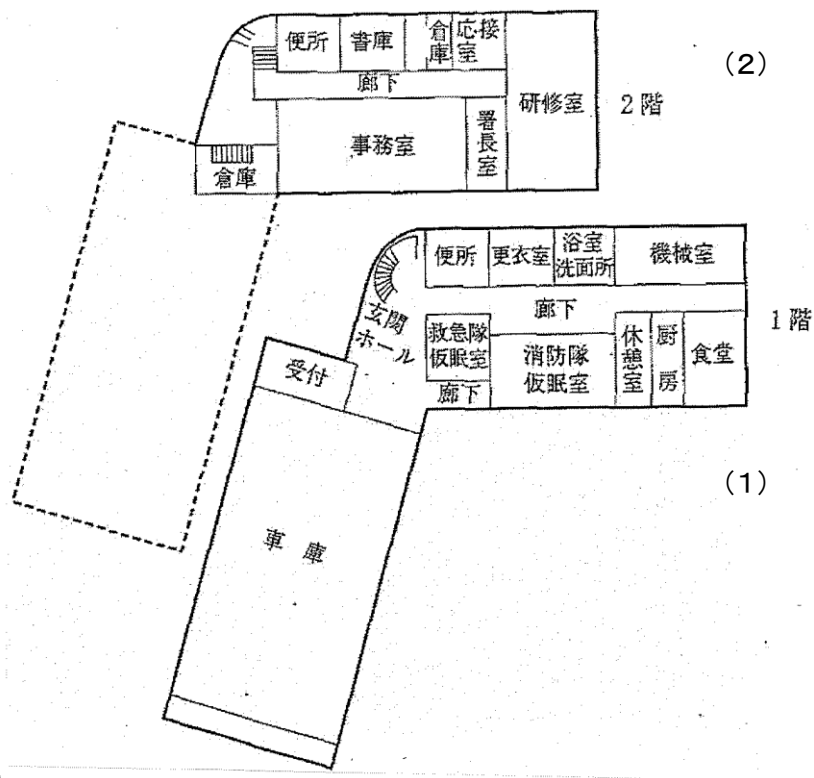 便所
書庫
倉庫
応接室
(2)
廊下
研修室
2階
事務室
署長室
倉庫
便所
更衣室
浴室
洗面所
機械室
玄関
ホール
廊下
1階
救急隊
仮眠室
消防隊
仮眠室
休憩室
厨房
食堂
受付
廊下
(1)
車庫